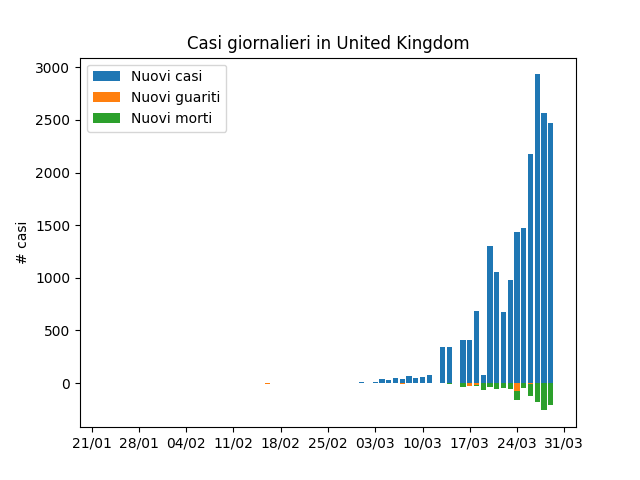 Casi giornalieri in United Kingdom
Nuovi casi
Nuovi guariti
Nuovi morti
# casi
3000
2500
2000
1500
1000
500
0
21/01 28/01 04/02 11/02 18/02 25/02 03/03 10/03 17/03 24/03 31/03